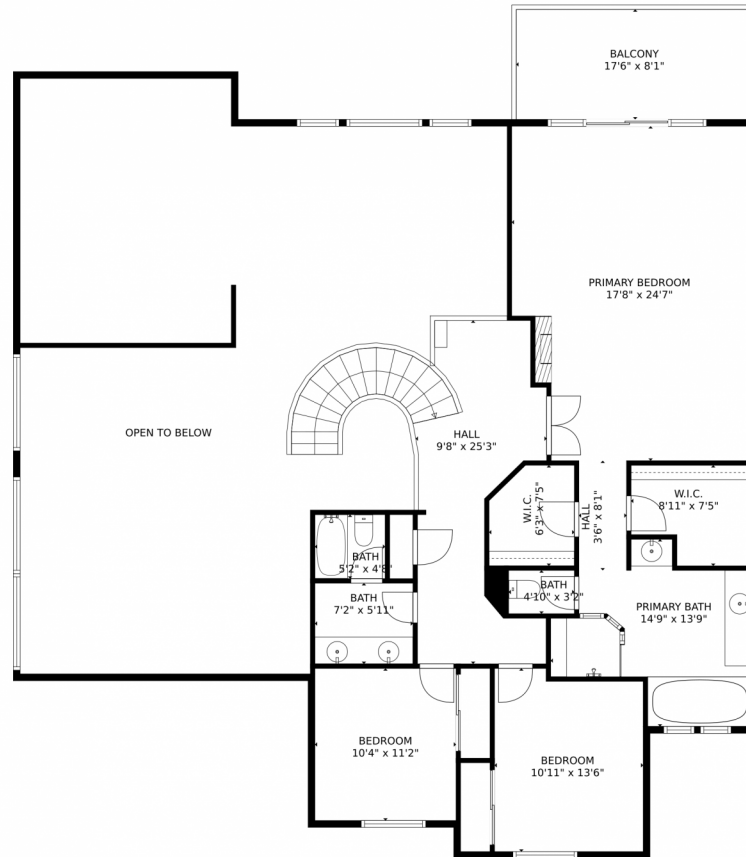 BALCONY
17'6" x 8'1"
PRIMARY BEDROOM
17'8" x 24'7"
OPEN TO BELOW
HALL
9'8" x 25'3"
W.I.C.
6'3" x 7'5"
HALL
3'6" x 8'1"
W.I.C.
8'11" x 7'5"
BATH
5'2" x 4'8"
BATH
7'2" x 5'11"
BATH
4'10" x 3'2"
PRIMARY BATH
14'9" x 13'9"
BEDROOM
10'4" x 11'2"
BEDROOM
10'11" x 13'6"